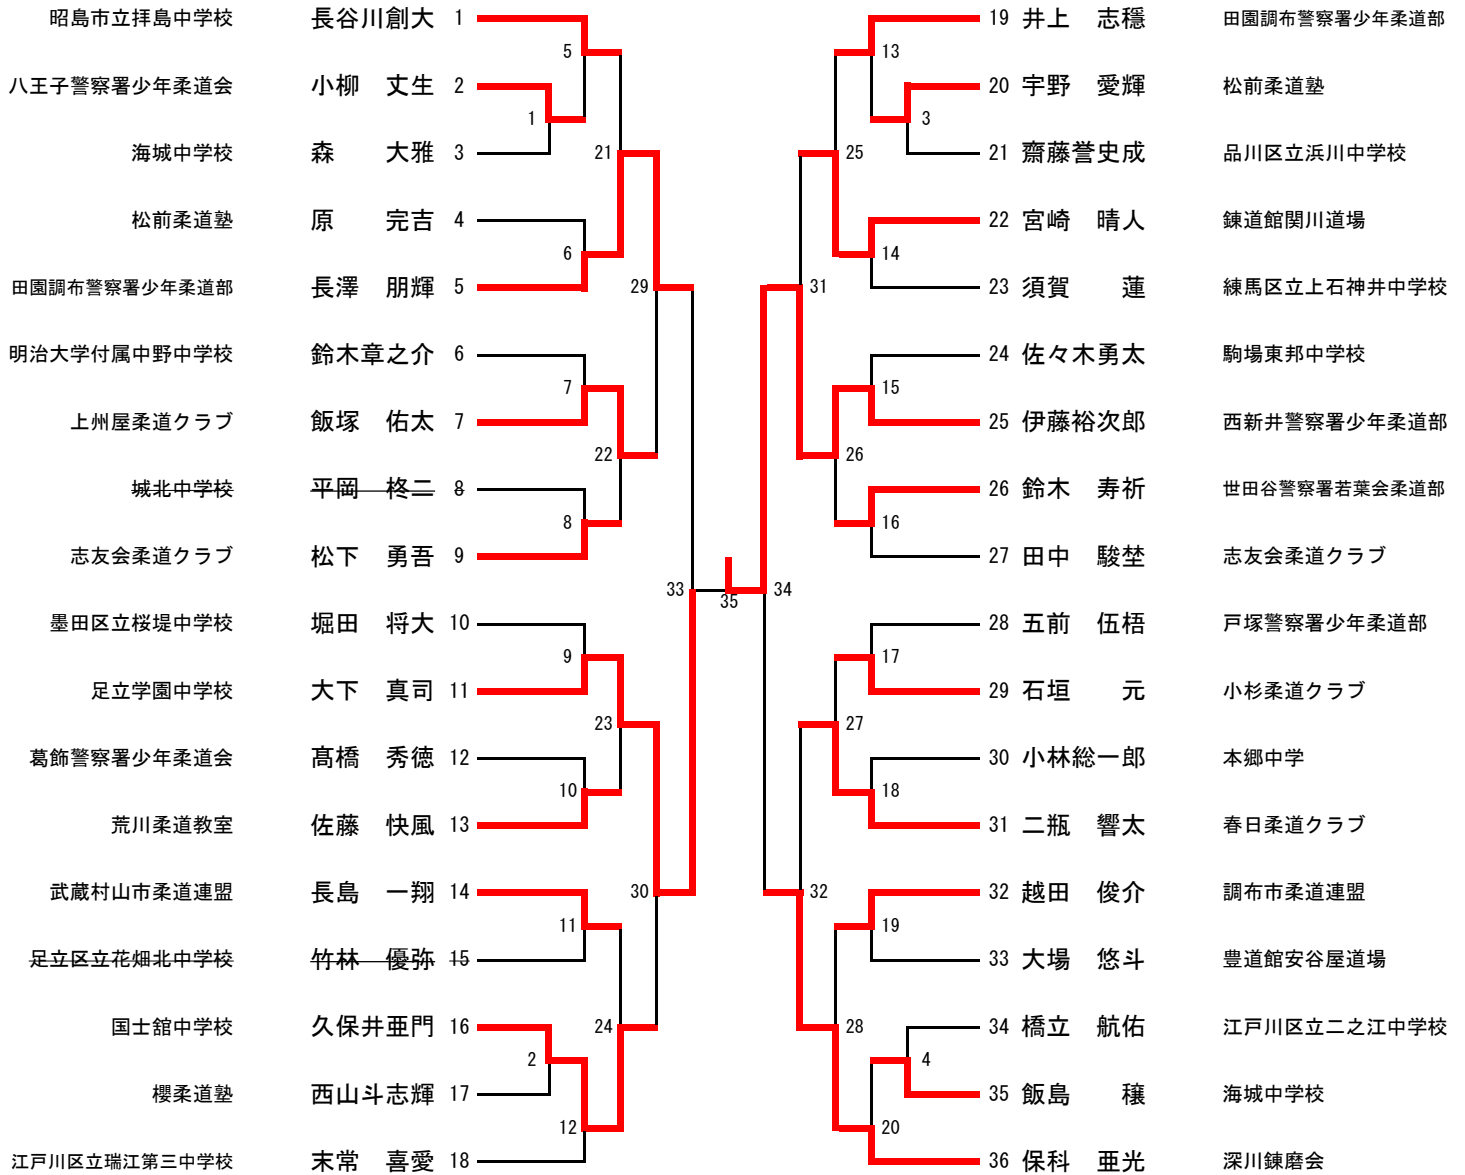 昭島市立拝島中学校 長谷川創大 1
八王子警察署少年柔道会 小柳 丈生 2
海城中学校 森 大雅 3
松前柔道塾 原 完吉 4
田園調布警察署少年柔道部 長澤 朋輝 5
明治大学付属中野中学校 鈴木章之介 6
上州屋柔道クラブ 飯塚 佑太 7
城北中学校 平岡 柊二 8
志友会柔道クラブ 松下 勇吾 9
墨田区立桜堤中学校 堀田 将大 10
足立学園中学校 大下 真司 11
葛飾警察署少年柔道会 髙橋 秀徳 12
荒川柔道教室 佐藤 快風 13
武蔵村山市柔道連盟 長島 一翔 14
足立区立花畑北中学校 竹林 優弥 15
国士舘中学校 久保井亜門 16
櫻柔道塾 西山斗志輝 17
江戸川区立瑞江第三中学校 末常 喜愛 18
5
1
21
6
29
7
22
8
33
9
23
10
30
11
24
2
12
35
19 井上 志穏 田園調布警察署少年柔道部
20 宇野 愛輝 松前柔道塾
21 齋藤誉史成 品川区立浜川中学校
22 宮崎 晴人 錬道館関川道場
23 須賀 蓮 練馬区立上石神井中学校
24 佐々木勇太 駒場東邦中学校
25 伊藤裕次郎 西新井警察署少年柔道部
26 鈴木 寿祈 世田谷警察署若葉会柔道部
27 田中 駿埜 志友会柔道クラブ
28 五前 伍梧 戸塚警察署少年柔道部
29 石垣 元 小杉柔道クラブ
30 小林総一郎 本郷中学
31 二瓶 響太 春日柔道クラブ
32 越田 俊介 調布市柔道連盟
33 大場 悠斗 豊道館安谷屋道場
34 橋立 航佑 江戸川区立二之江中学校
35 飯島 穣 海城中学校
36 保科 亜光 深川錬磨会
13
3
25
14
31
15
26
16
34
17
27
18
32
19
28
4
20